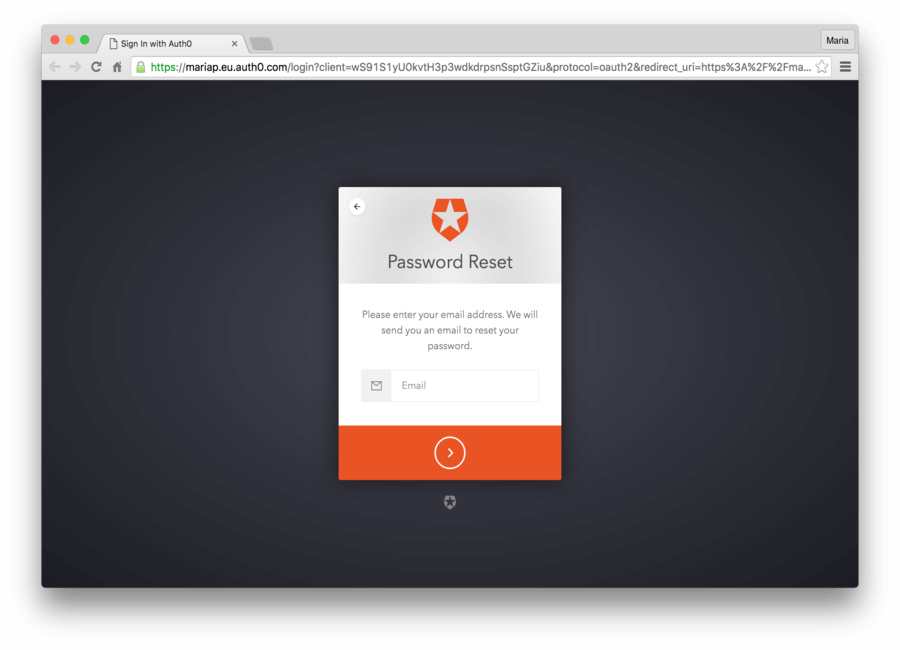 Sign In with Auth0
Maria
https://mariap.eu.auth0.com/login?client=wS91S1yU0kvtH3p3wdkdrpsnSsptGZiu&protocol=oauth2&redirect_uri=https%3A%2F%2Fma...
Password Reset
Please enter your email address. We will
send you an email to reset your
password.
Email